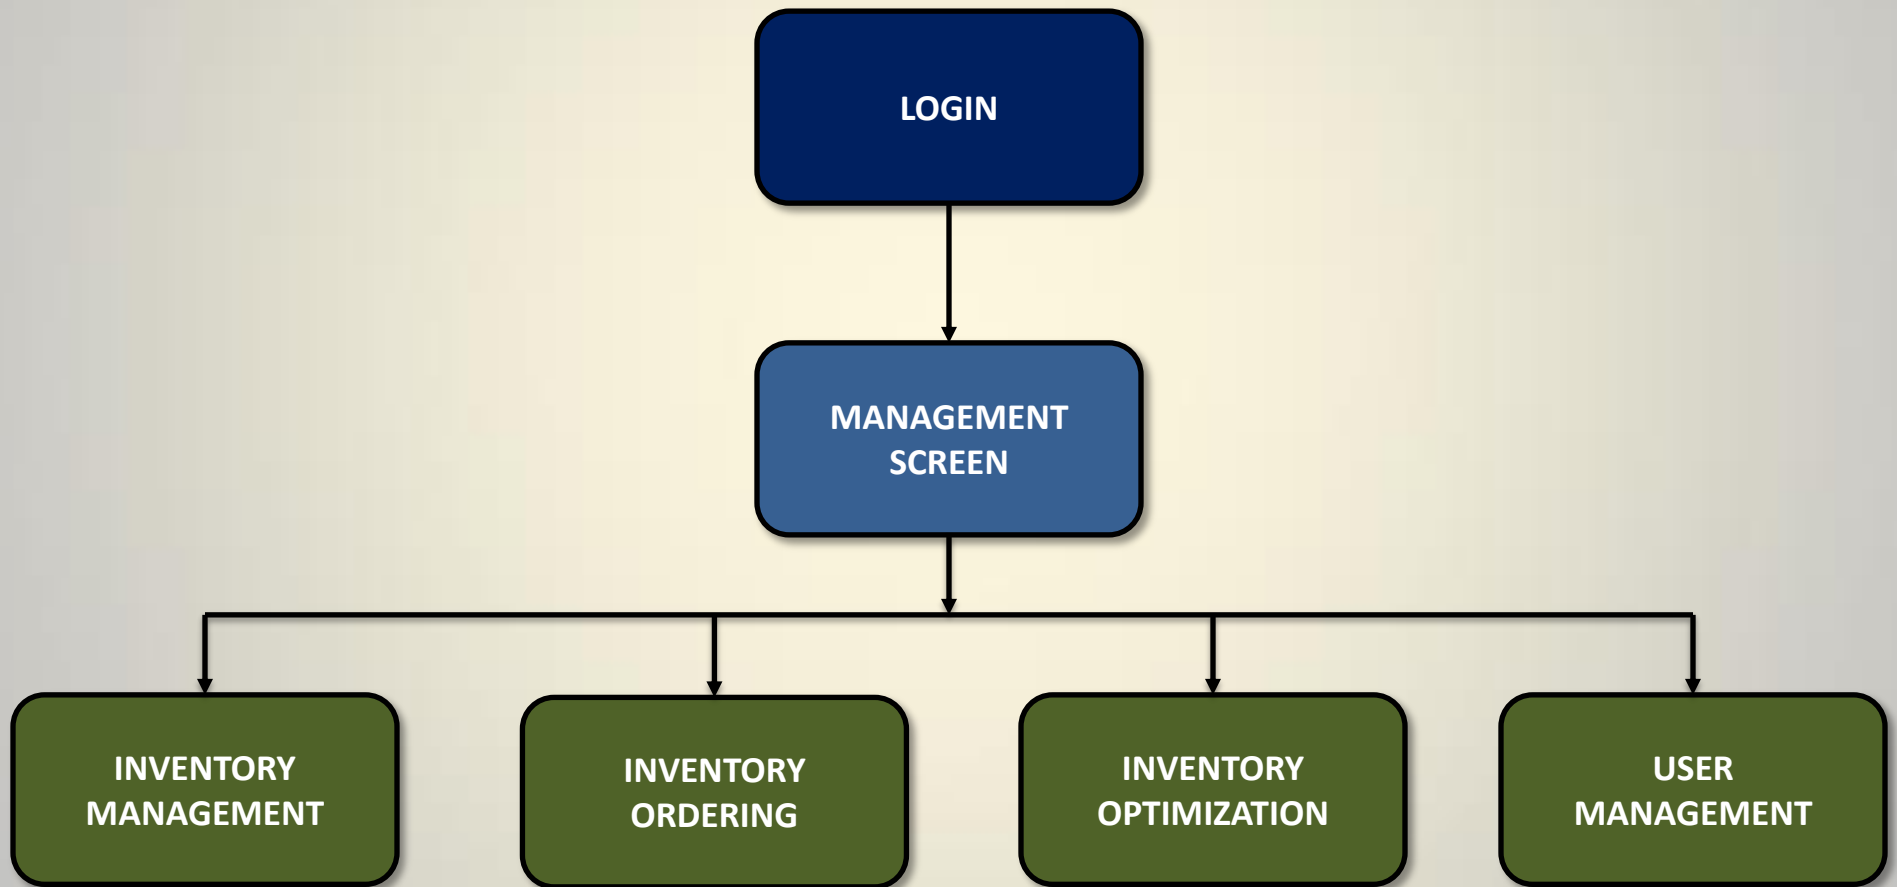 LOGIN
MANAGEMENT
SCREEN
INVENTORY
MANAGEMENT
INVENTORY
ORDERING
INVENTORY
OPTIMIZATION
USER
MANAGEMENT